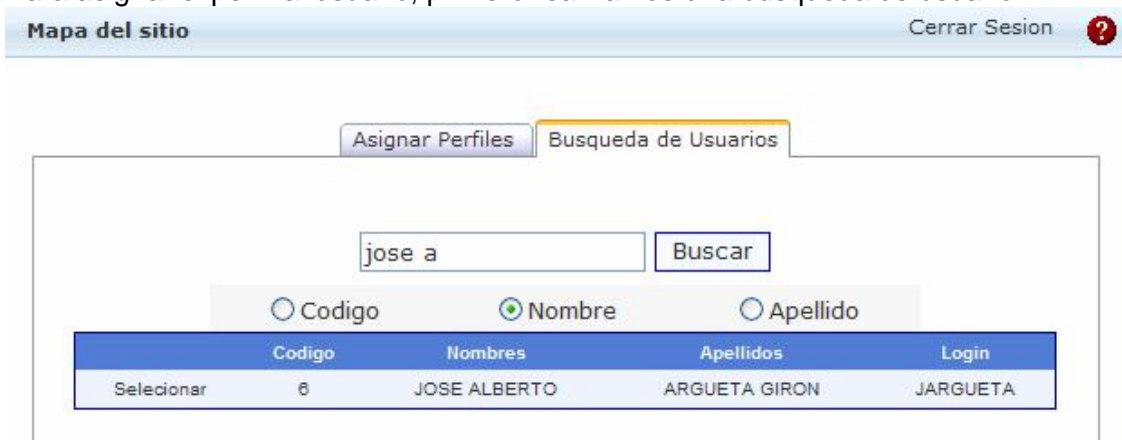 Mapa del sitio Cerrar Sesion ?
Asignar Perfiles Busqueda de Usuarios
jose a Buscar
Codigo Nombre Apellido
Codigo Nombres Apellidos Login
Selecionar 6 JOSE ALBERTO ARGUETA GIRON JARGUETA